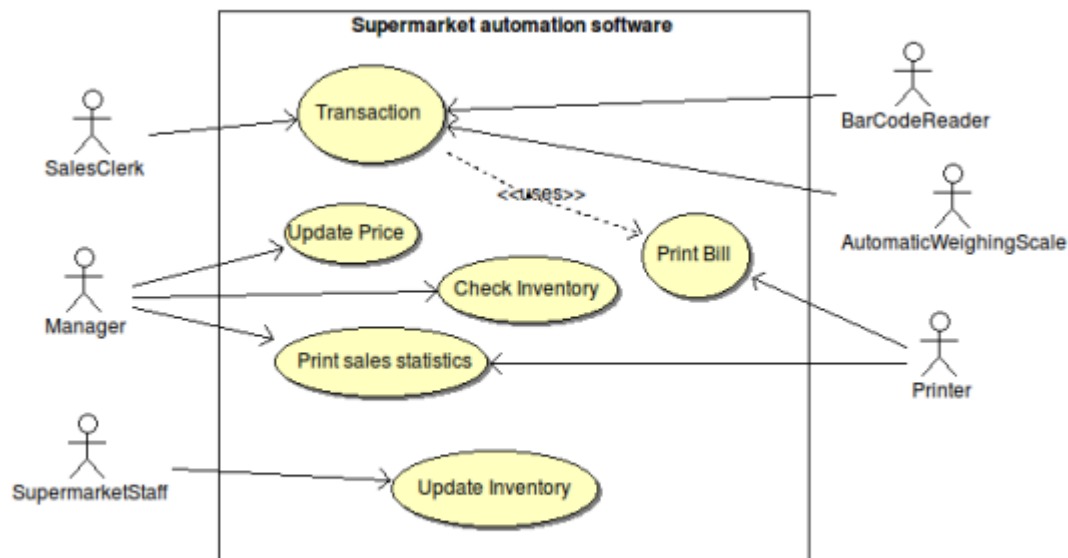 Supermarket automation software
Transaction
BarCodeReader
SalesClerk
<<uses>>
AutomaticWeighingScale
Update Price
Print Bill
Check Inventory
Manager
Print sales statistics
Printer
SupermarketStaff
Update Inventory